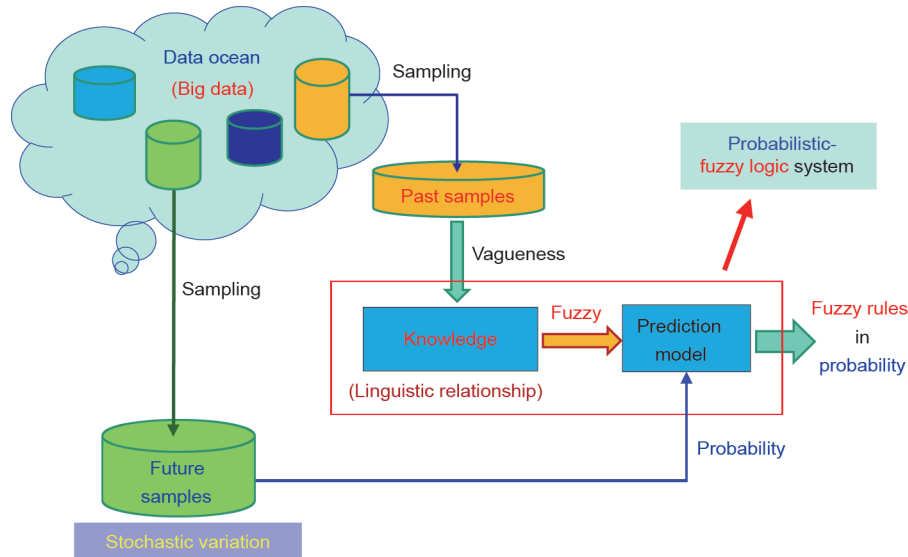 Data ocean
(Big data)
Sampling
Probabilistic-
fuzzy logic system
Past samples
Vagueness
Sampling
Knowledge
Fuzzy
Prediction
model
Fuzzy rules
in
probability
(Linguistic relationship)
Probability
Future
samples
Stochastic variation